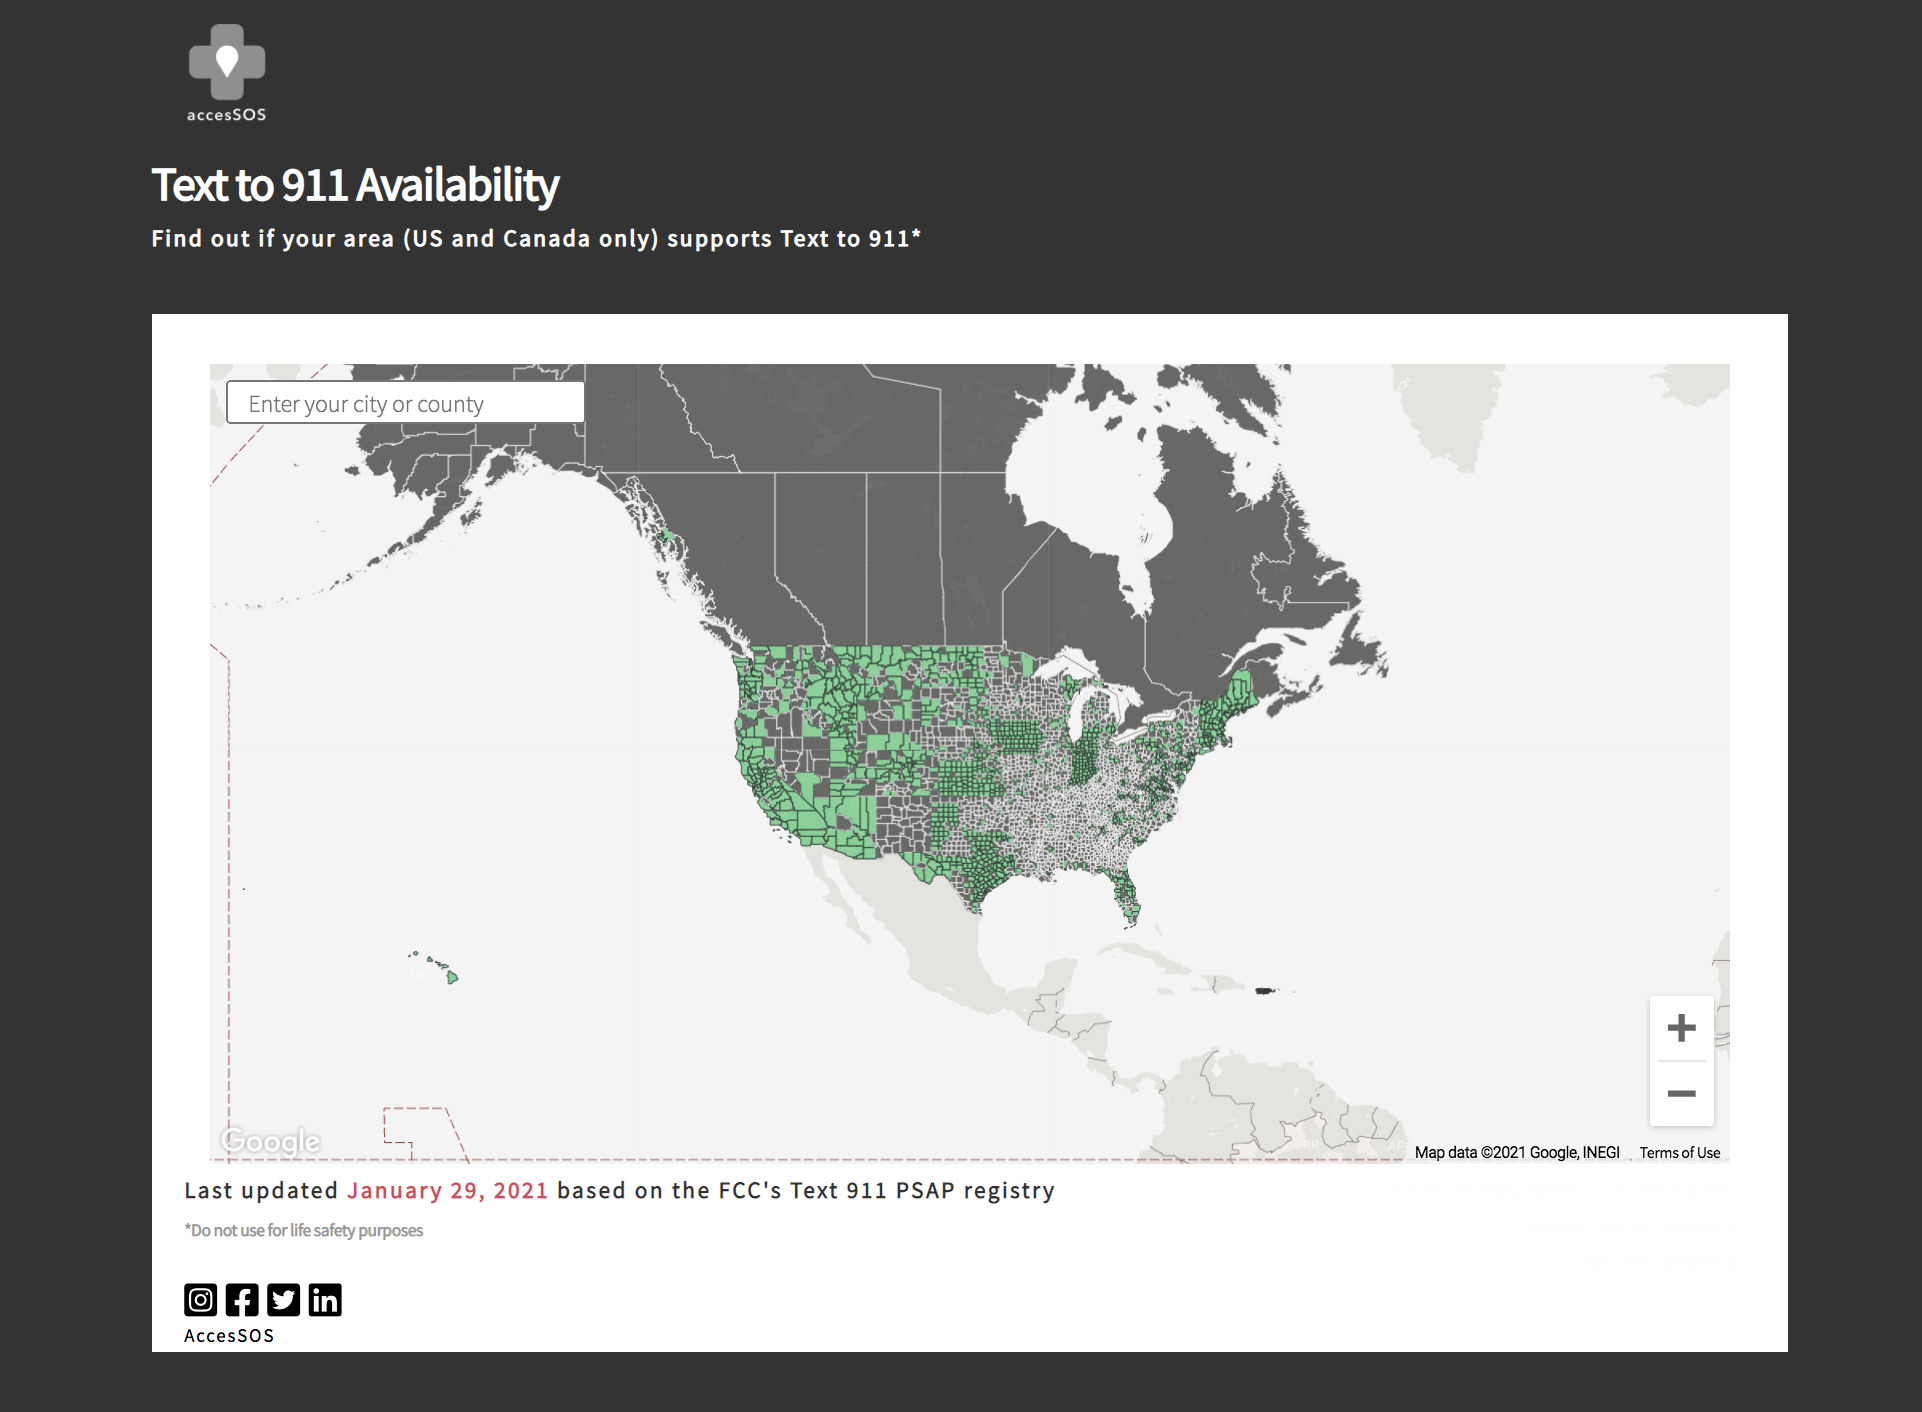 accesSOS
Text to 911 Availability
Find out if your area (US and Canada only) supports Text to 911*
Enter your city or county
Google
Map data ©2021 Google, INEGI Terms of Use
Last updated January 29, 2021 based on the FCC's Text 911 PSAP registry
*Do not use for life safety purposes
AccesSOS